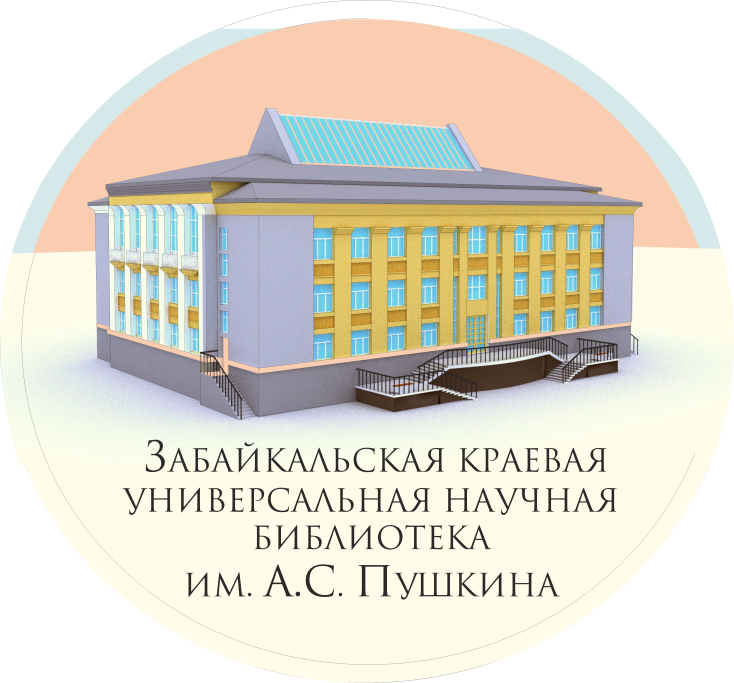 Забайкальская краевая
универсальная научная
библиотека
им. А.С. Пушкина